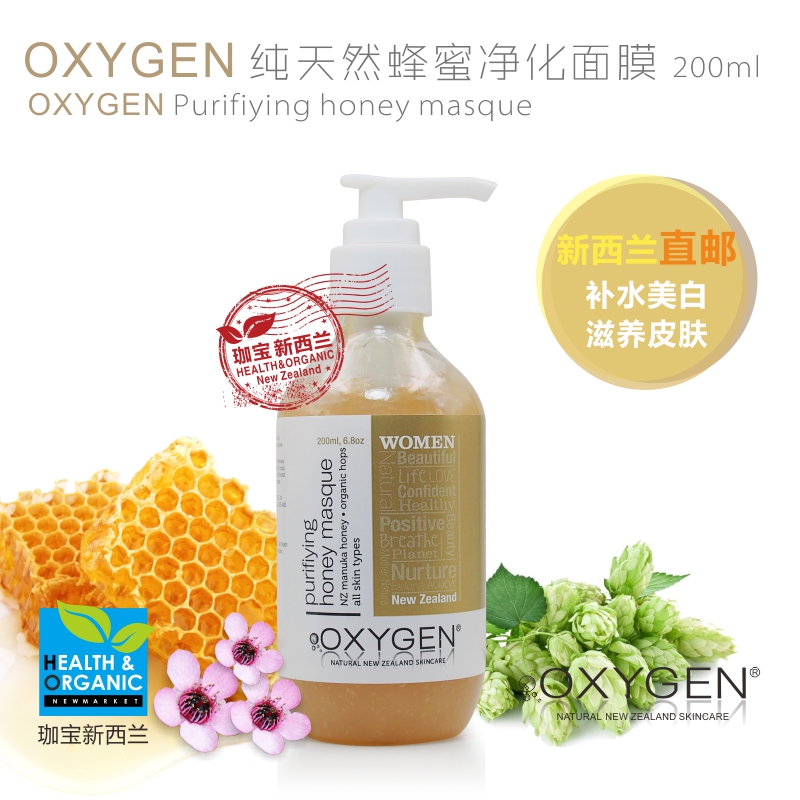 OXYGEN 纯天然蜂蜜净化面膜 200ml
OXYGEN Purifiying honey masque
新西兰直邮
补水美白
滋养皮肤
珈宝新西兰
HEALTH&ORGANIC
New Zealand
200ml, 6.8oz
purifiying
honey masque
NZ manuka honey • organic hops
all skin types
WOMEN
Beautiful
Natural
Life LOVE
Confident
Healthy
Positive
Beauty
Breathe
Planet
Nurture
New Zealand
OXYGEN®
NATURAL NEW ZEALAND SKINCARE
HEALTH &
ORGANIC
NEWMARKET
珈宝新西兰
OXYGEN®
NATURAL NEW ZEALAND SKINCARE